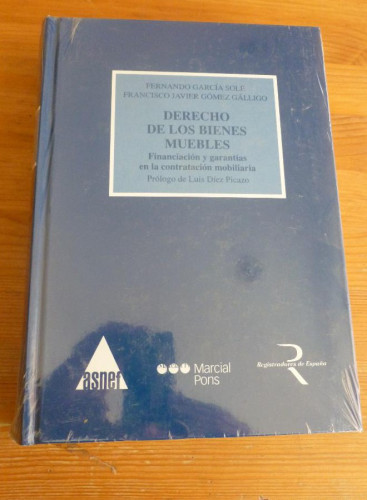 FERNANDO GARCÍA SOLÉ
FRANCISCO JAVIER GÓMEZ GÁLLIGO
DERECHO
DE LOS BIENES
MUEBLES
Financiación y garantías
en la contratación mobiliaria
Prólogo de Luis Díez Picazo
asnef
Marcial
Pons
Registradores de España
R